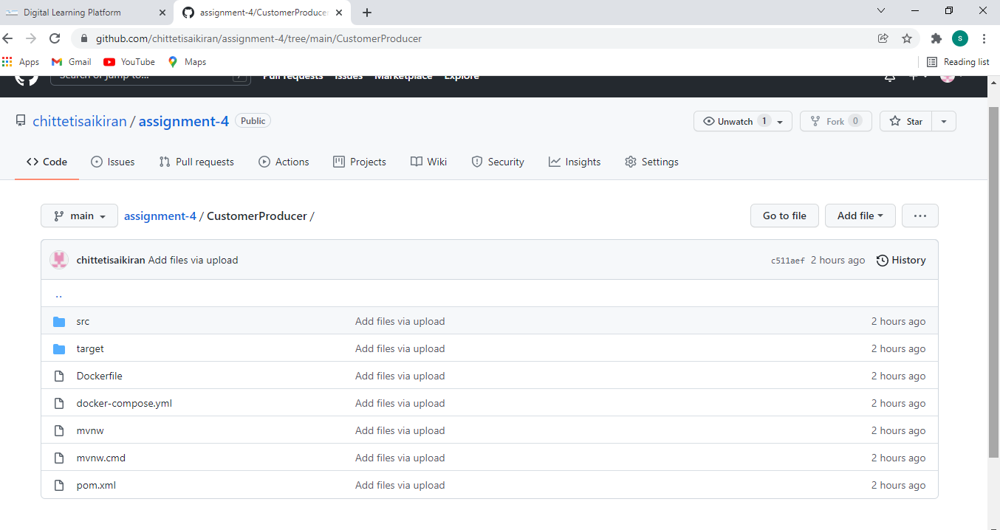 Digital Learning Platform
assignment-4/CustomerProducer
github.com/chittetisaikiran/assignment-4/tree/main/CustomerProducer
S
Apps Gmail YouTube Maps Reading list
Search or jump to... / Pull requests Issues Marketplace Explore
chittetisaikiran / assignment-4 Public Unwatch 1 Fork 0 Star
<> Code Issues Pull requests Actions Projects Wiki Security Insights Settings
main assignment-4 / CustomerProducer / Go to file Add file ...
chittetisaikiran Add files via upload c511aef 2 hours ago History
..
src Add files via upload 2 hours ago
target Add files via upload 2 hours ago
Dockerfile Add files via upload 2 hours ago
docker-compose.yml Add files via upload 2 hours ago
mvnw Add files via upload 2 hours ago
mvnw.cmd Add files via upload 2 hours ago
pom.xml Add files via upload 2 hours ago